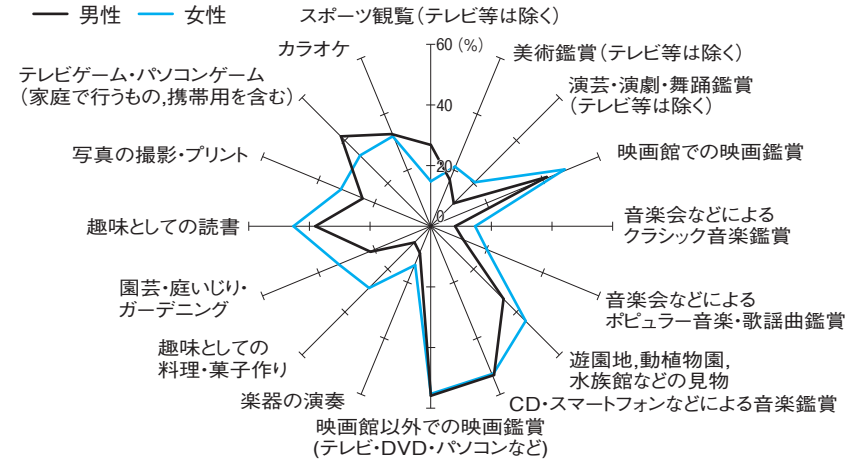 男性 女性
スポーツ観覧(テレビ等は除く)
60 (%)
40
20
0
美術鑑賞(テレビ等は除く)
演芸・演劇・舞踊鑑賞
(テレビ等は除く)
映画館での映画鑑賞
音楽会などによる
クラシック音楽鑑賞
音楽会などによる
ポピュラー音楽・歌謡曲鑑賞
遊園地,動植物園,
水族館などの見物
CD・スマートフォンなどによる音楽鑑賞
映画館以外での映画鑑賞
(テレビ・DVD・パソコンなど)
楽器の演奏
趣味としての
料理・菓子作り
園芸・庭いじり・
ガーデニング
趣味としての読書
写真の撮影・プリント
テレビゲーム・パソコンゲーム
(家庭で行うもの,携帯用を含む)
カラオケ